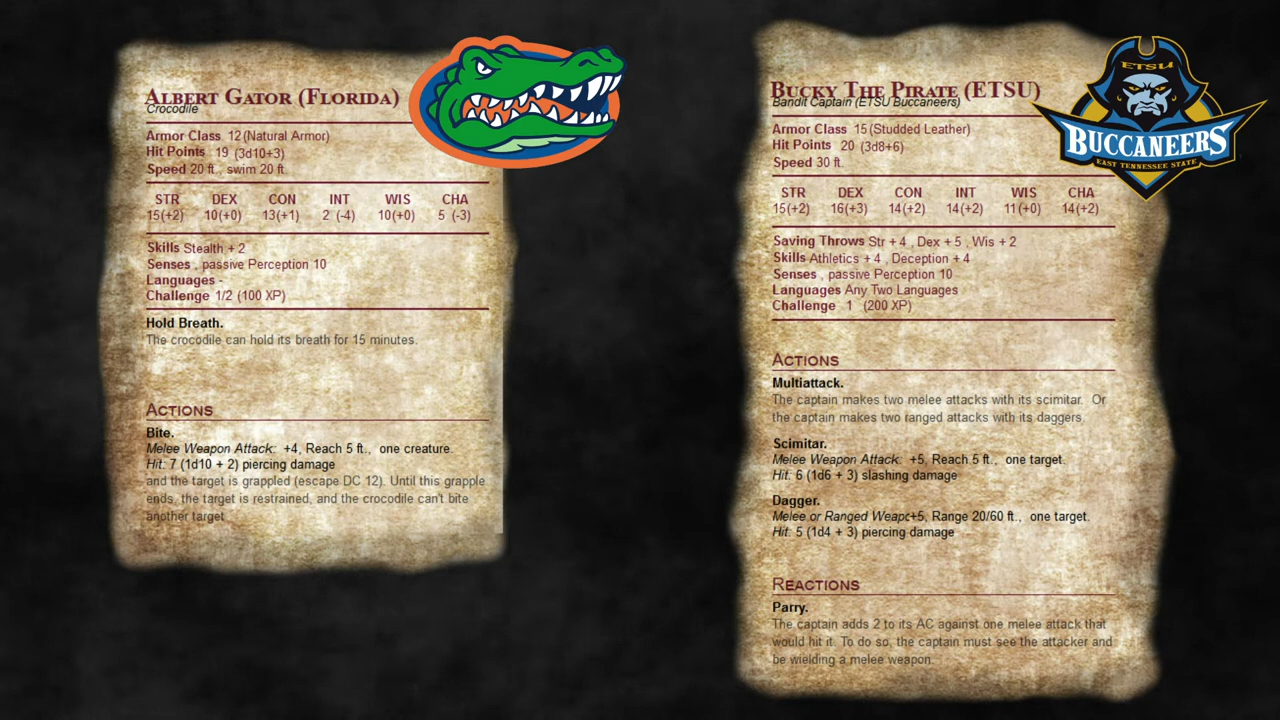 Albert Gator (Florida)
Crocodile
Armor Class 12 (Natural Armor)
Hit Points 19 (3d10+3)
Speed 20 ft., swim 20 ft.
STR DEX CON INT WIS CHA
15(+2) 10(+0) 13(+1) 2 (-4) 10(+0) 5 (-3)
Skills Stealth + 2
Senses , passive Perception 10
Languages -
Challenge 1/2 (100 XP)
Hold Breath.
The crocodile can hold its breath for 15 minutes.
Actions
Bite.
Melee Weapon Attack: +4, Reach 5 ft., one creature.
Hit: 7 (1d10 + 2) piercing damage
and the target is grappled (escape DC 12). Until this grapple
ends, the target is restrained, and the crocodile can't bite
another target
Bucky The Pirate (ETSU)
Bandit Captain (ETSU Buccaneers)
Armor Class 15 (Studded Leather)
Hit Points 20 (3d8+6)
Speed 30 ft.
STR DEX CON INT WIS CHA
15(+2) 16(+3) 14(+2) 14(+2) 11(+0) 14(+2)
Saving Throws Str + 4 , Dex + 5 , Wis + 2
Skills Athletics + 4 , Deception + 4
Senses , passive Perception 10
Languages Any Two Languages
Challenge 1 (200 XP)
Actions
Multiattack.
The captain makes two melee attacks with its scimitar. Or
the captain makes two ranged attacks with its daggers.
Scimitar.
Melee Weapon Attack: +5, Reach 5 ft., one target.
Hit: 6 (1d6 + 3) slashing damage
Dagger.
Melee or Ranged Weapc+5, Range 20/60 ft., one target.
Hit: 5 (1d4 + 3) piercing damage
Reactions
Parry.
The captain adds 2 to its AC against one melee attack that
would hit it. To do so, the captain must see the attacker and
be wielding a melee weapon.
ETSU
BUCCANEERS
EAST TENNESSEE STATE